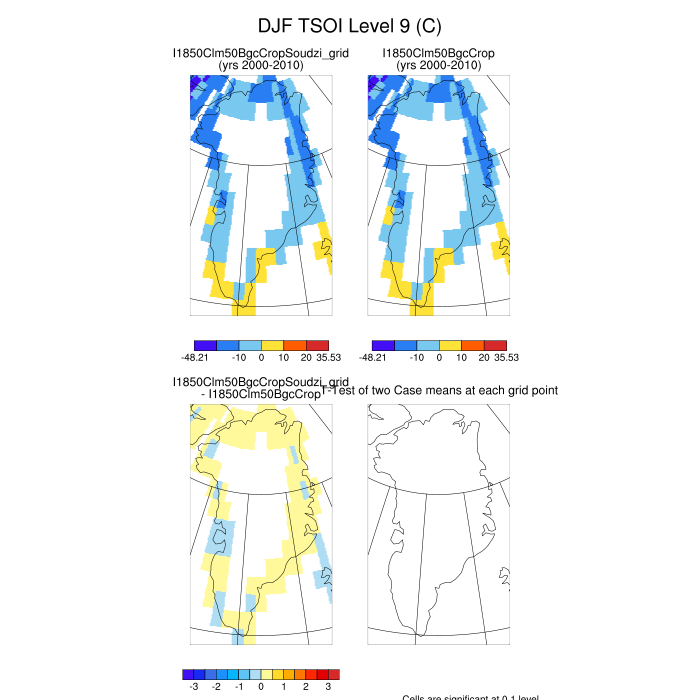 DJF TSOI Level 9 (C)
I1850Clm50BgcCropSoudzi_grid
(yrs 2000-2010)
I1850Clm50BgcCrop
(yrs 2000-2010)
-48.21 -10 0 10 20 35.53
-48.21 -10 0 10 20 35.53
I1850Clm50BgcCropSoudzi_grid
- I1850Clm50BgcCrop
T-Test of two Case means at each grid point
-3 -2 -1 0 1 2 3
Cells are significant at 0.1 level